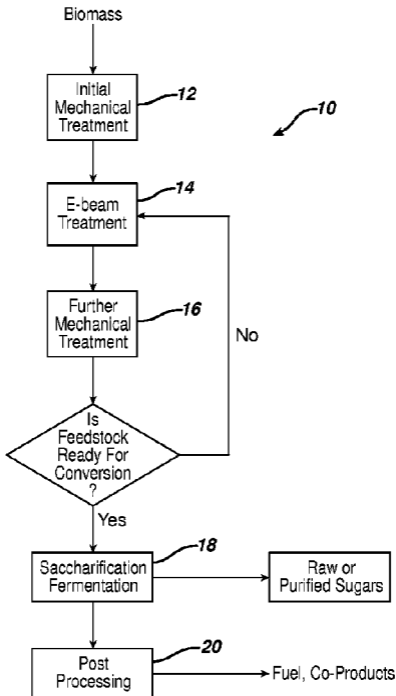 Biomass
Initial
Mechanical
Treatment
12
10
E-beam
Treatment
14
Further
Mechanical
Treatment
16
No
Is
Feedstock
Ready For
Conversion
?
Yes
Saccharification
Fermentation
18
Raw or
Purified Sugars
Post
Processing
20
Fuel, Co-Products